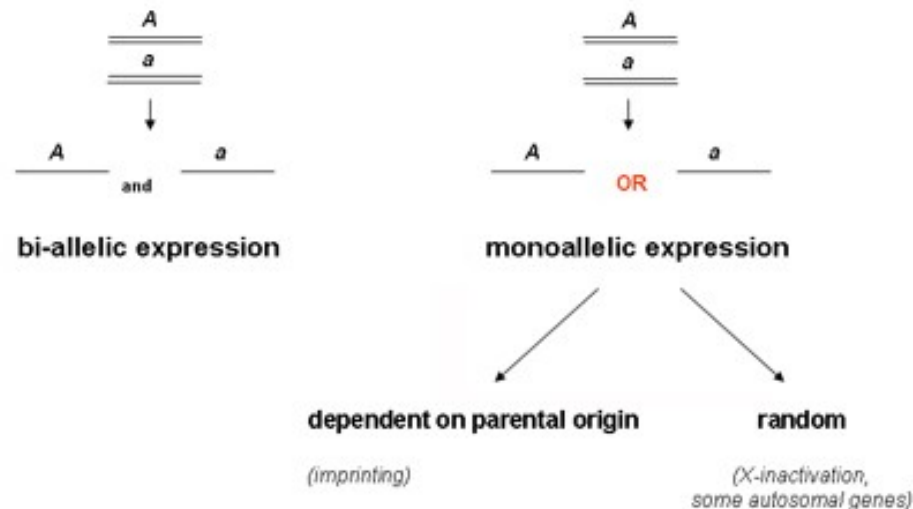 A
a
A and a
bi-allelic expression
A
a
A OR a
monoallelic expression
dependent on parental origin
(imprinting)
random
(X-inactivation,
some autosomal genes)